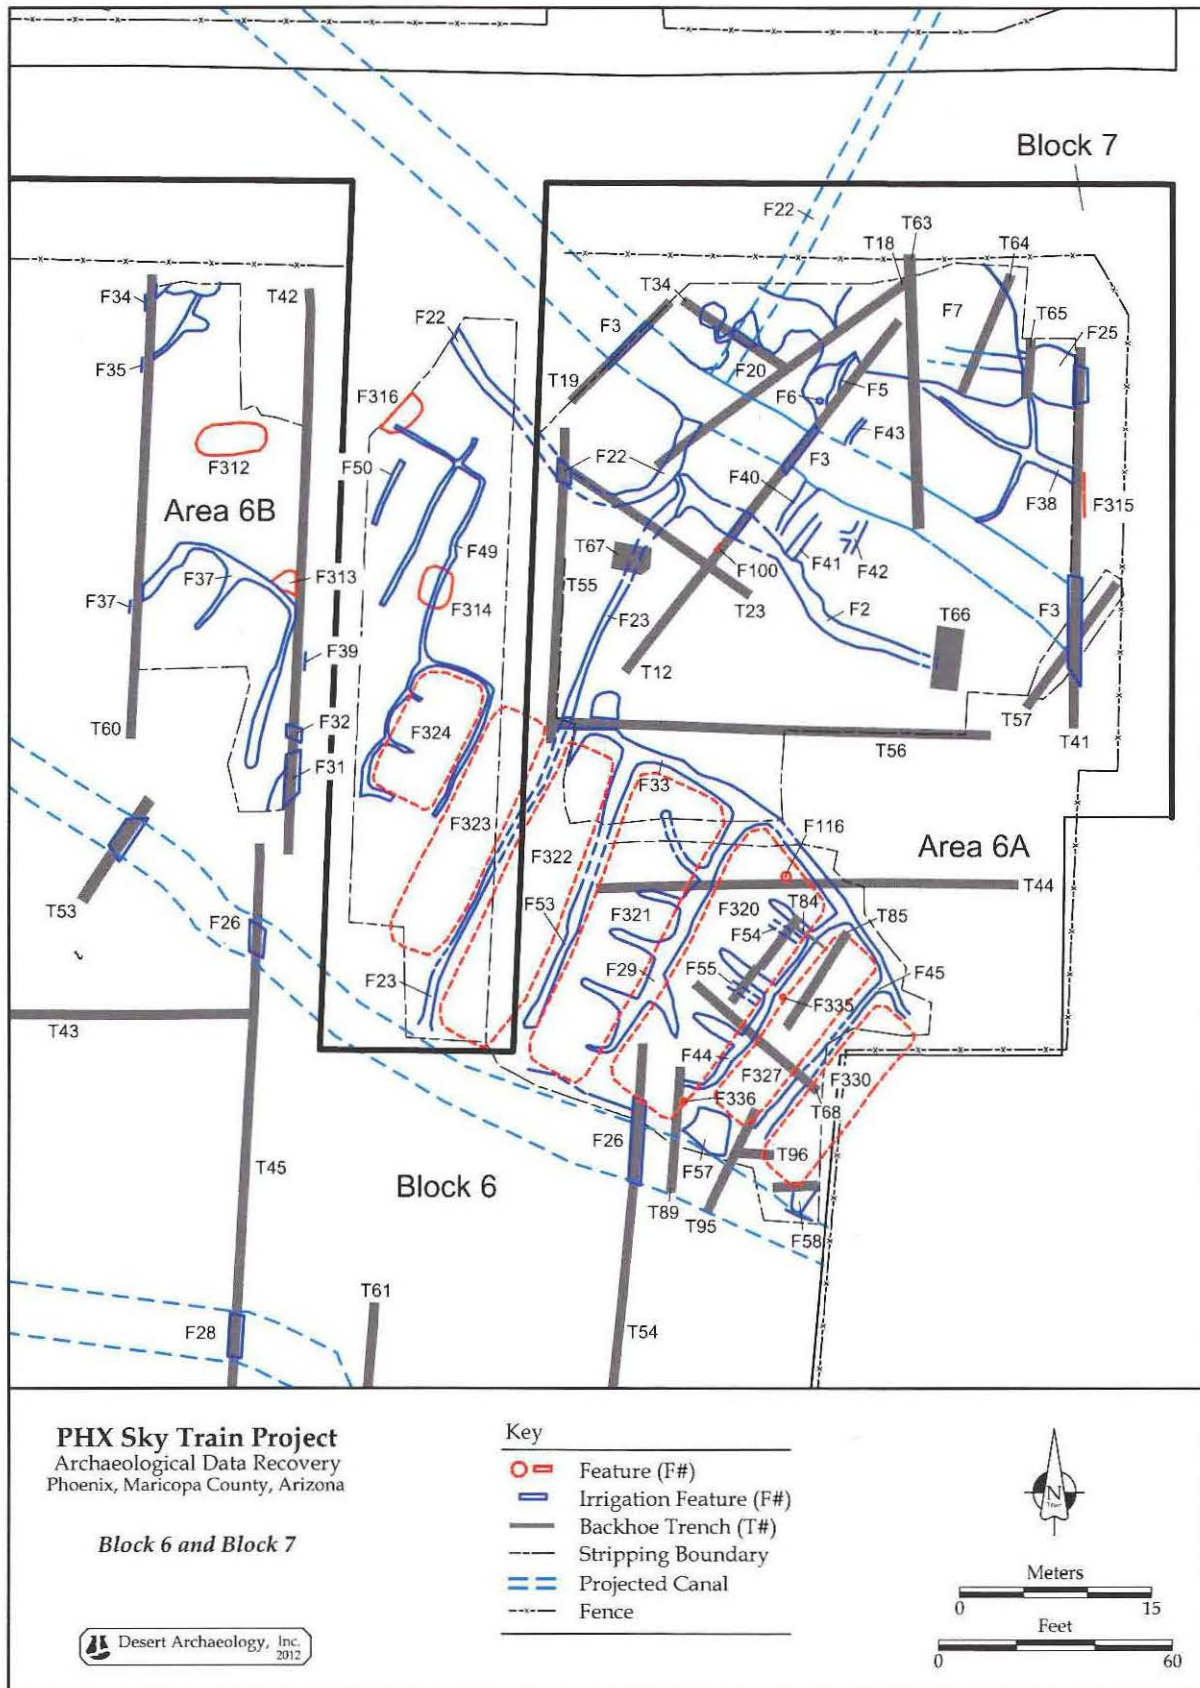 Block 7
F22
T63
T18
T64
F34
T42
T34
F7
T65
F22
F3
F25
F35
T19
F20
F5
F6
F316
F43
F312
F50
F22
F3
F40
F38
F315
Area 6B
F49
T67
F41
F42
F37
F313
T55
F100
F37
F314
T23
F2
F3
F23
T66
F39
T12
T57
T60
F32
F324
T56
T41
F31
F33
F323
F116
F322
Area 6A
T44
T53
F53
F321
F320
T84
T85
F26
F54
F29
F55
F45
F23
F335
T43
F44
F327
F330
F336
T68
F26
T45
F57
T96
Block 6
T89
T95
F58
T61
F28
T54
PHX Sky Train Project
Archaeological Data Recovery
Phoenix, Maricopa County, Arizona
Block 6 and Block 7
Desert Archaeology, Inc.
2012
Key
Feature (F#)
Irrigation Feature (F#)
Backhoe Trench (T#)
Stripping Boundary
Projected Canal
Fence
N
Meters
0 15
Feet
0 60